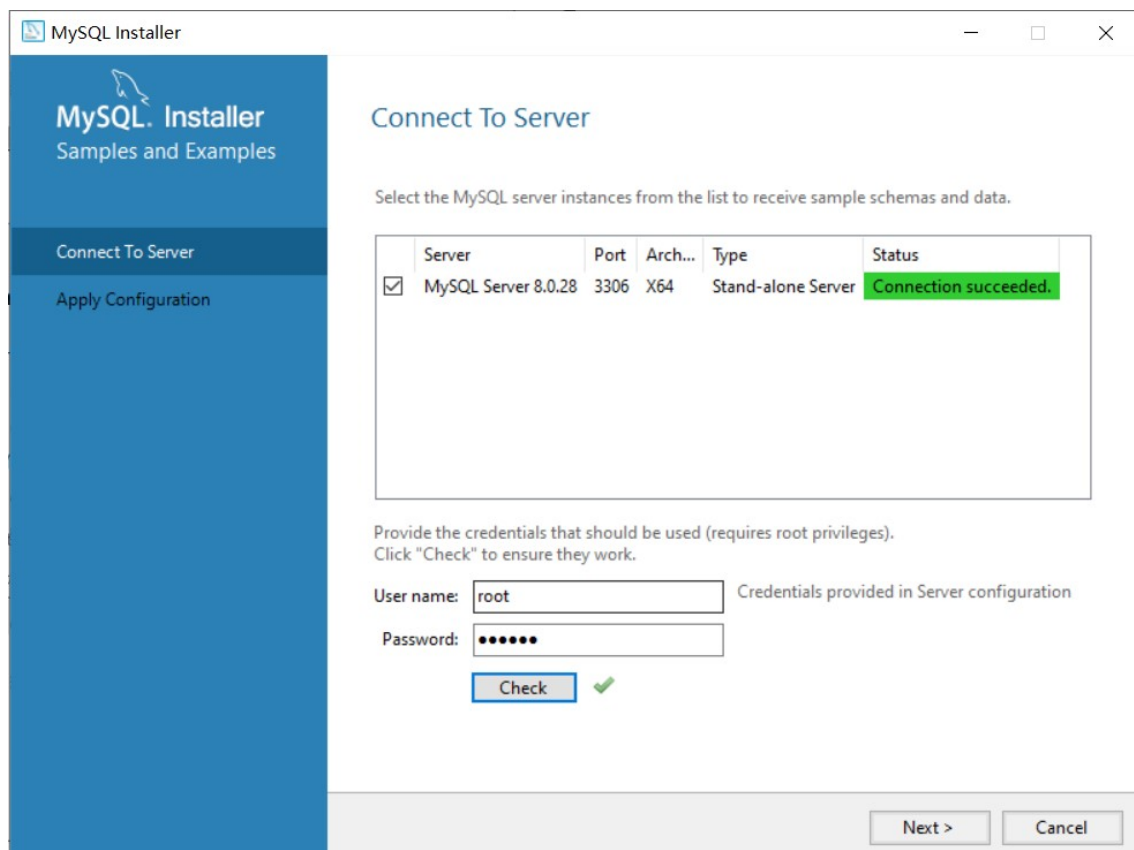 MySQL Installer
MySQL. Installer
Samples and Examples
Connect To Server
Apply Configuration
Connect To Server
Select the MySQL server instances from the list to receive sample schemas and data.
Server Port Arch... Type Status
MySQL Server 8.0.28 3306 X64 Stand-alone Server Connection succeeded.
Provide the credentials that should be used (requires root privileges).
Click "Check" to ensure they work.
User name: root Credentials provided in Server configuration
Password: ●●●●●●
Check
Next > Cancel